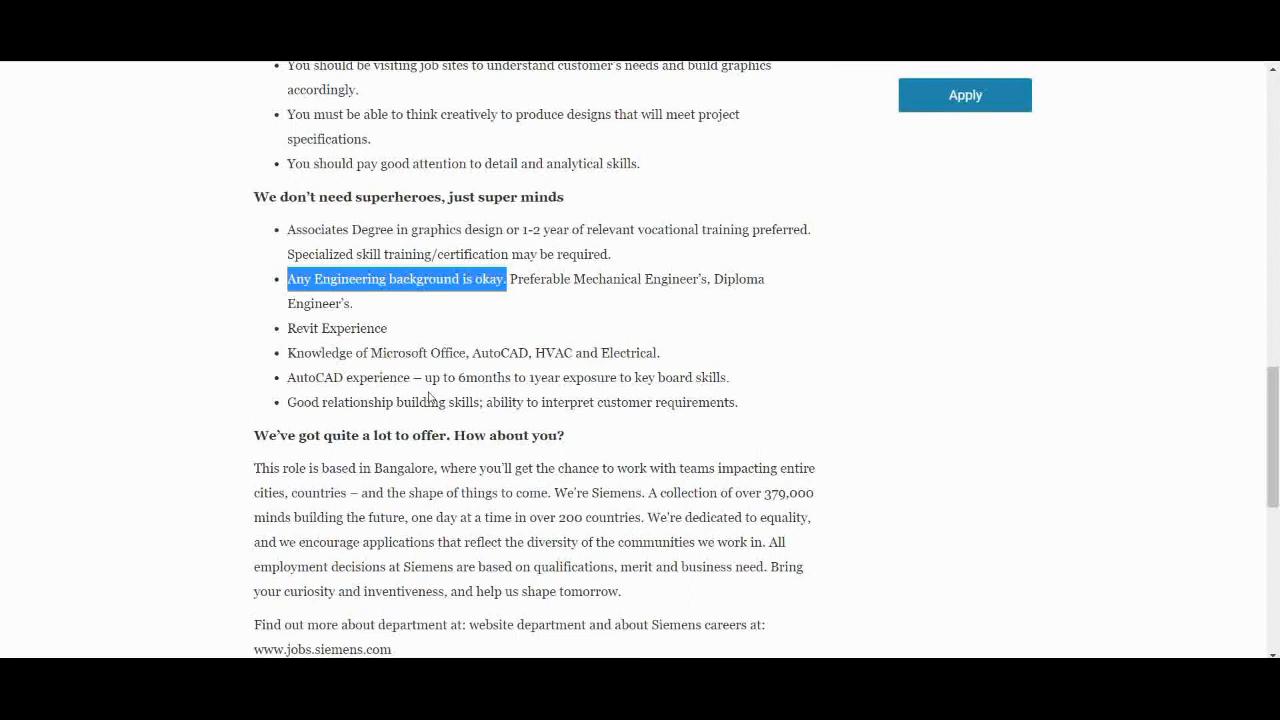 You should be visiting job sites to understand customer's needs and build graphics
accordingly.
Apply
You must be able to think creatively to produce designs that will meet project
specifications.
You should pay good attention to detail and analytical skills.
We don't need superheroes, just super minds
Associates Degree in graphics design or 1-2 year of relevant vocational training preferred.
Specialized skill training/certification may be required.
Any Engineering background is okay. Preferable Mechanical Engineer's, Diploma
Engineer's.
Revit Experience
Knowledge of Microsoft Office, AutoCAD, HVAC and Electrical.
AutoCAD experience – up to 6months to 1year exposure to key board skills.
Good relationship building skills; ability to interpret customer requirements.
We've got quite a lot to offer. How about you?
This role is based in Bangalore, where you'll get the chance to work with teams impacting entire
cities, countries – and the shape of things to come. We're Siemens. A collection of over 379,000
minds building the future, one day at a time in over 200 countries. We're dedicated to equality,
and we encourage applications that reflect the diversity of the communities we work in. All
employment decisions at Siemens are based on qualifications, merit and business need. Bring
your curiosity and inventiveness, and help us shape tomorrow.
Find out more about department at: website department and about Siemens careers at:
www.jobs.siemens.com